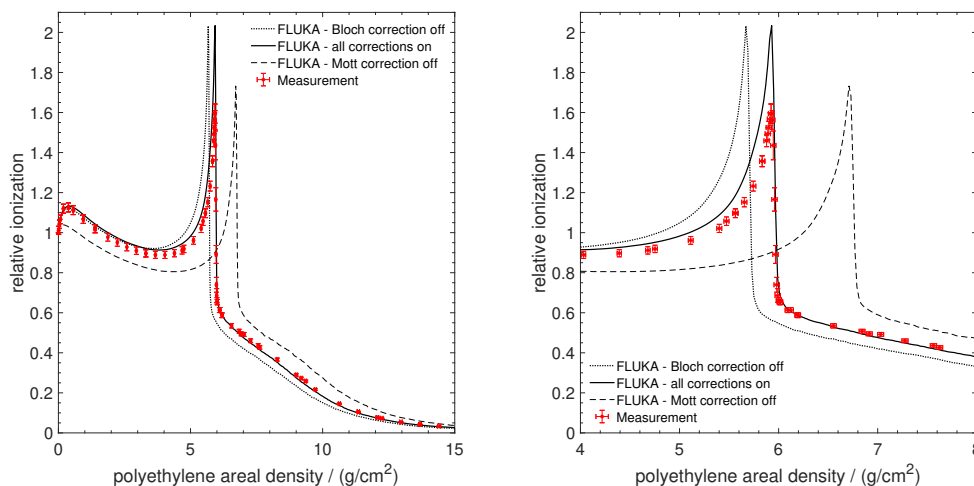 2
1.8
1.6
1.4
1.2
1
0.8
0.6
0.4
0.2
0
relative ionization
FLUKA - Bloch correction off
FLUKA - all corrections on
FLUKA - Mott correction off
Measurement
0 5 10 15
polyethylene areal density / (g/cm²)
2
1.8
1.6
1.4
1.2
1
0.8
0.6
0.4
0.2
0
relative ionization
FLUKA - Bloch correction off
FLUKA - all corrections on
FLUKA - Mott correction off
Measurement
4 5 6 7 8
polyethylene areal density / (g/cm²)